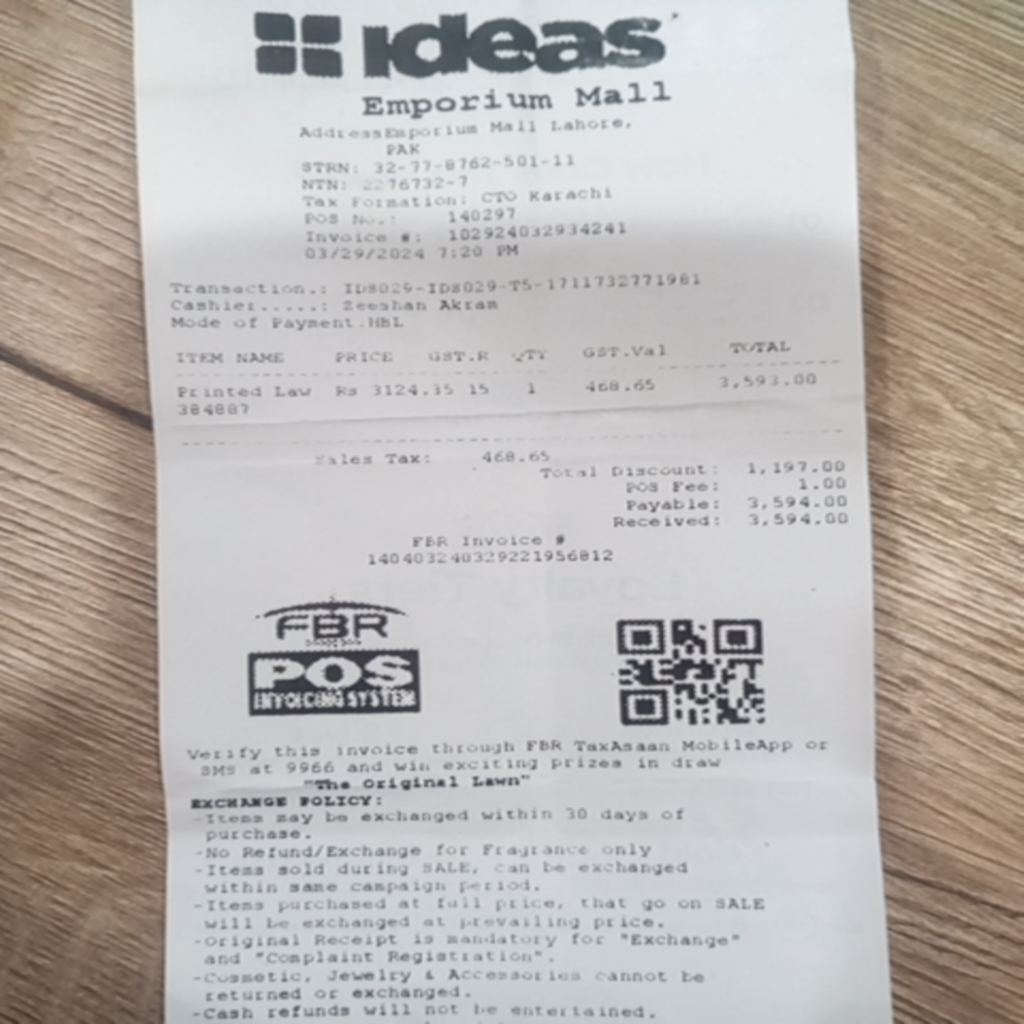 ideas
Emporium Mall
AddressEmporium Mall Lahore,
PAK
STRN: 32-77-8762-501-11
NTN: 2276732-7
Tax Formation: CTO Karachi
POS No.: 140297
Invoice #: 102924032934241
03/29/2024 7:20 PM
Transaction.: ID8029-ID8029-T5-1711732771961
Cashier.....: Zeeshan Akram
Mode of Payment.HBL
ITEM NAME PRICE GST.R QTY GST.Val TOTAL
Printed Law Rs 3124.35 15 1 468.65 3,593.00
384887
Sales Tax: 468.65
Total Discount: 1,197.00
POS Fee: 1.00
Payable: 3,594.00
Received: 3,594.00
FBR Invoice #
140403240329221956812
FBR
POS
INVOICING SYSTEM
Verify this invoice through FBR TaxAsaan MobileApp or
SMS at 9966 and win exciting prizes in draw
"The Original Lawn"
EXCHANGE POLICY:
-Items may be exchanged within 30 days of
purchase.
-No Refund/Exchange for Fragrance only
-Items sold during SALE, can be exchanged
within same campaign period.
-Items purchased at full price, that go on SALE
will be exchanged at prevailing price.
-Original Receipt is mandatory for "Exchange"
and "Complaint Registration".
-Cosmetic, Jewelry & Accessories cannot be
returned or exchanged.
-Cash refunds will not be entertained.